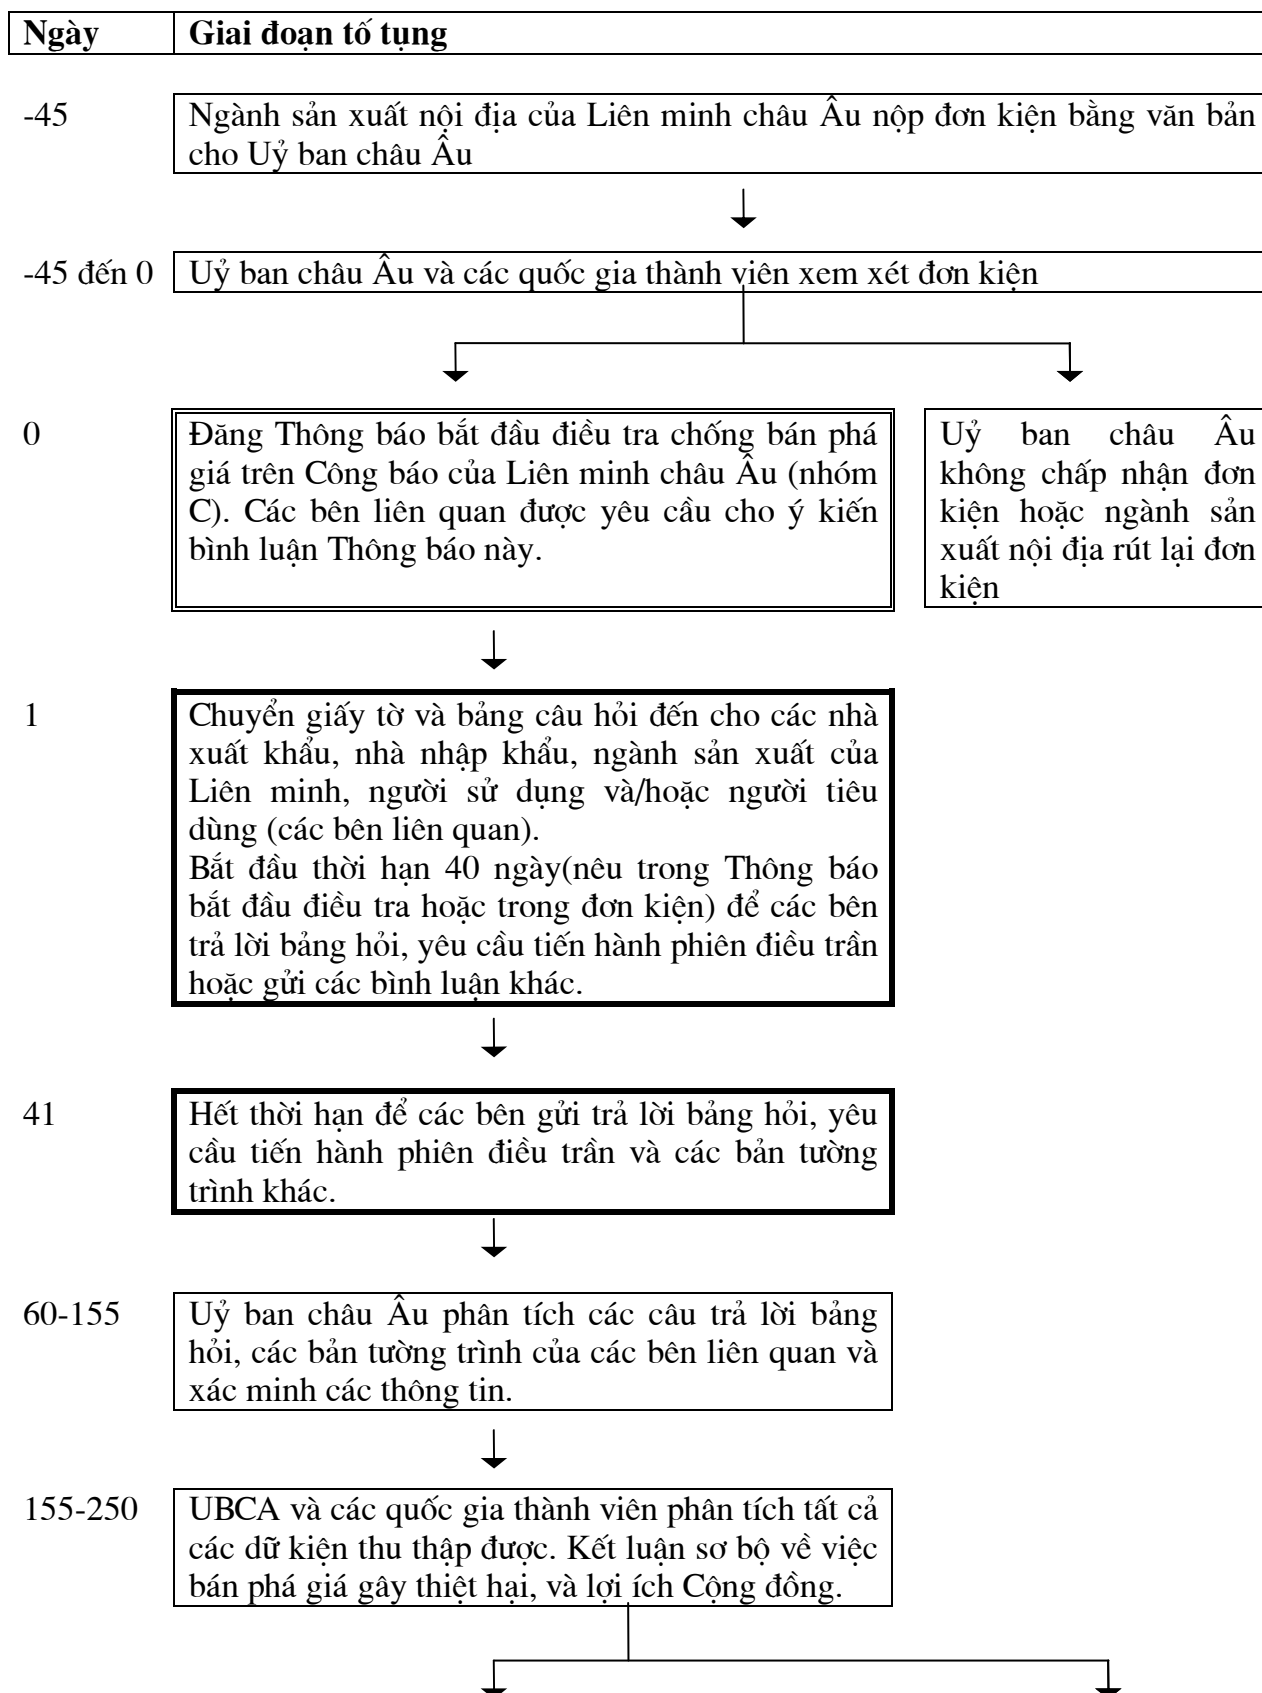 Ngày Giai đoạn tố tụng
-45 Ngành sản xuất nội địa của Liên minh châu Âu nộp đơn kiện bằng văn bản
cho Uỷ ban châu Âu
-45 đến 0 Uỷ ban châu Âu và các quốc gia thành viên xem xét đơn kiện
0 Đăng Thông báo bắt đầu điều tra chống bán phá
giá trên Công báo của Liên minh châu Âu (nhóm
C). Các bên liên quan được yêu cầu cho ý kiến
bình luận Thông báo này.
Uỷ ban châu Âu
không chấp nhận đơn
kiện hoặc ngành sản
xuất nội địa rút lại đơn
kiện
1 Chuyển giấy tờ và bảng câu hỏi đến cho các nhà
xuất khẩu, nhà nhập khẩu, ngành sản xuất của
Liên minh, người sử dụng và/hoặc người tiêu
dùng (các bên liên quan).
Bắt đầu thời hạn 40 ngày(nêu trong Thông báo
bắt đầu điều tra hoặc trong đơn kiện) để các bên
trả lời bảng hỏi, yêu cầu tiến hành phiên điều trần
hoặc gửi các bình luận khác.
41 Hết thời hạn để các bên gửi trả lời bảng hỏi, yêu
cầu tiến hành phiên điều trần và các bản tường
trình khác.
60-155 Uỷ ban châu Âu phân tích các câu trả lời bảng
hỏi, các bản tường trình của các bên liên quan và
xác minh các thông tin.
155-250 UBCA và các quốc gia thành viên phân tích tất cả
các dữ kiện thu thập được. Kết luận sơ bộ về việc
bán phá giá gây thiệt hại, và lợi ích Cộng đồng.